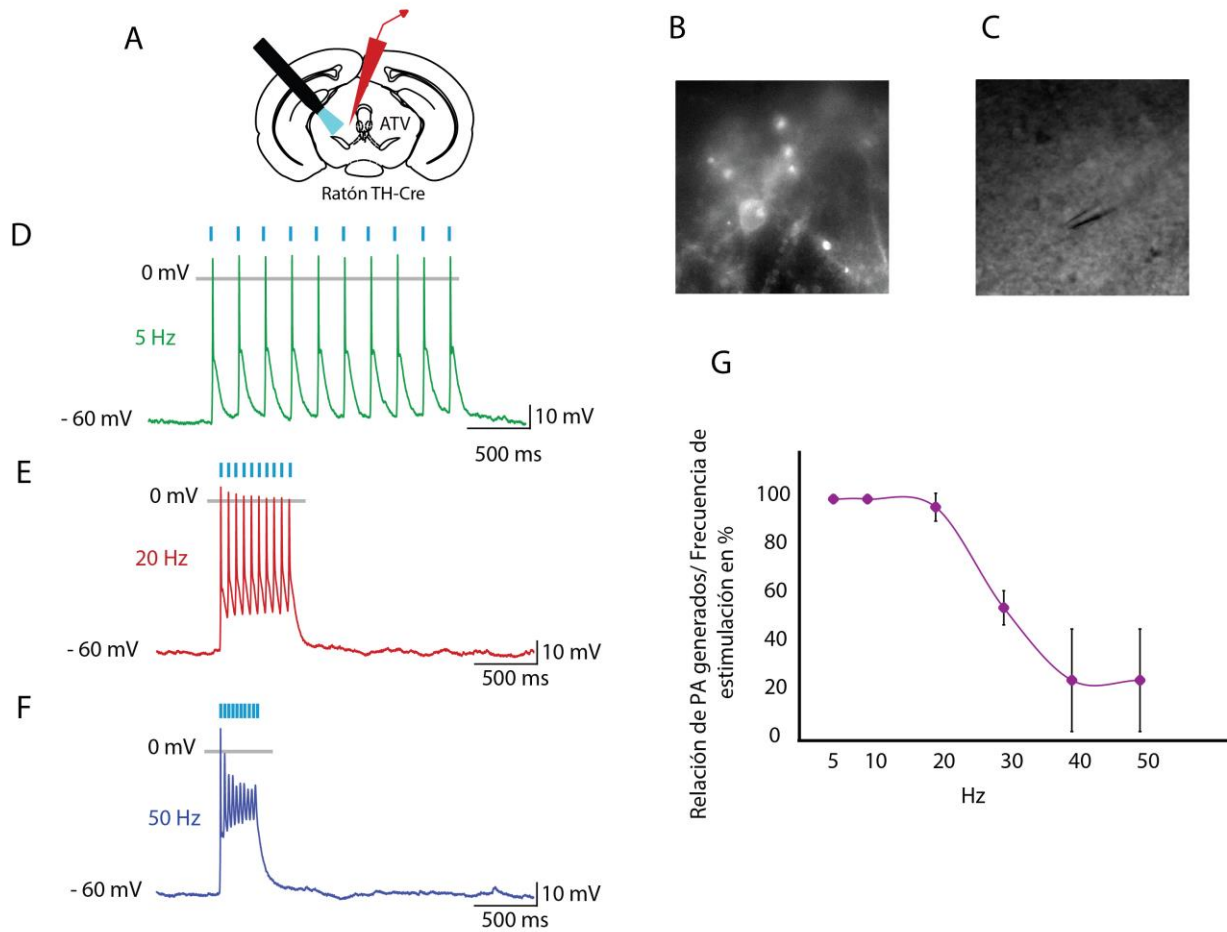 A
ATV
Ratón TH-Cre
B
C
D
0 mV
5 Hz
- 60 mV
10 mV
500 ms
E
0 mV
20 Hz
- 60 mV
10 mV
500 ms
F
0 mV
50 Hz
- 60 mV
10 mV
500 ms
G
Relación de PA generados/ Frecuencia de
estimulación en %
100
80
60
40
20
0
5 10 20 30 40 50
Hz